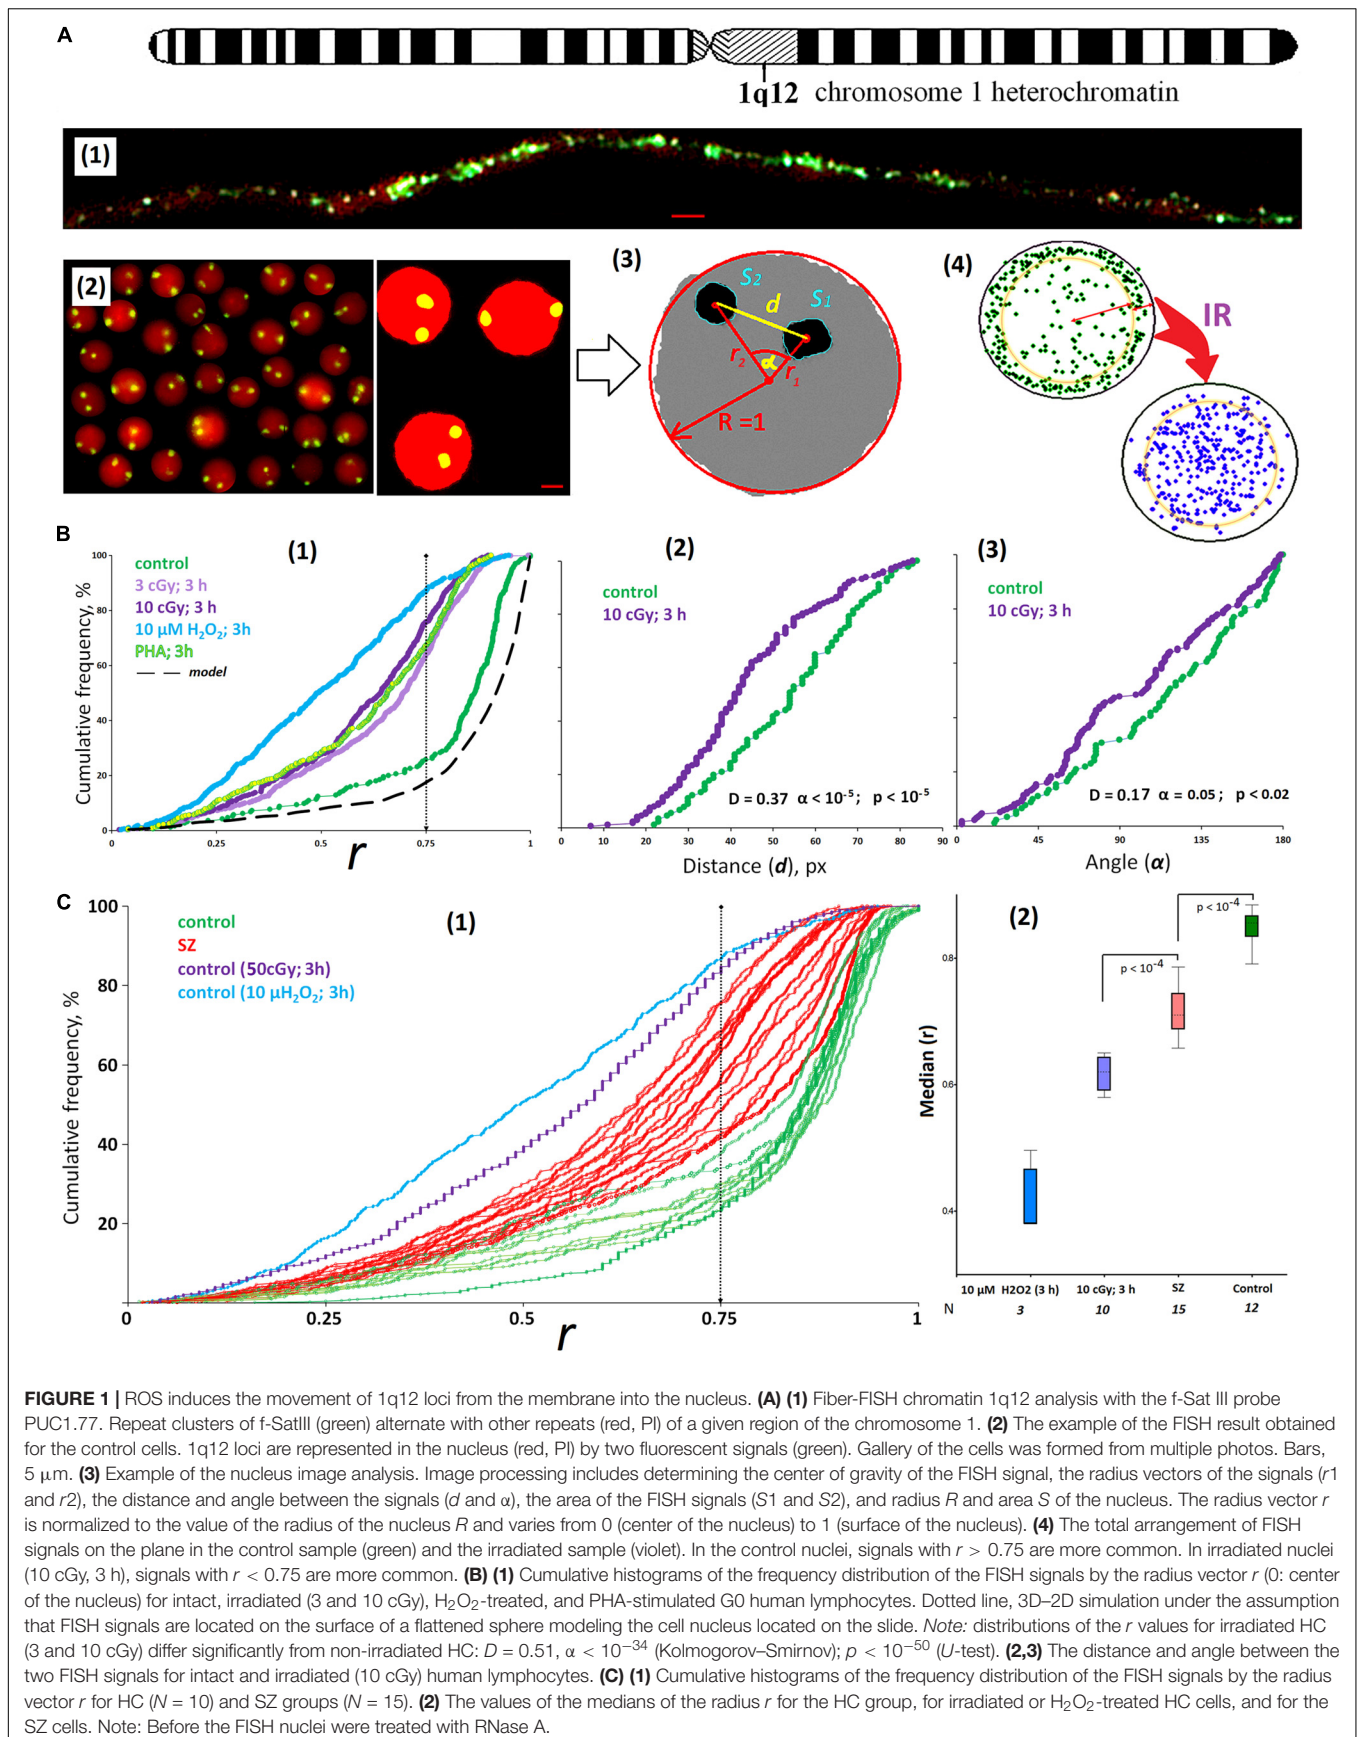 A
1q12 chromosome 1 heterochromatin
(1)
(2)
(3)
S2
d
S1
r2
α
r1
R =1
(4)
IR
B
(1)
control
3 cGy; 3 h
10 cGy; 3 h
10 µM H2O2; 3h
PHA; 3h
model
Cumulative frequency, %
100
80
60
40
20
0
0 0,25 0,5 0,75 1
r
(2)
control
10 cGy; 3 h
D = 0.37 α < 10-5; p < 10-5
0 10 20 30 40 50 60 70 80 90
Distance (d), px
(3)
control
10 cGy; 3 h
D = 0.17 α = 0.05; p < 0.02
0 45 90 135 180
Angle (α)
C
(1)
control
SZ
control (50cGy; 3h)
control (10 µH2O2; 3h)
Cumulative frequency, %
100
80
60
40
20
0 0.25 0.5 0.75 1
r
(2)
p < 10-4
p < 10-4
Median (r)
0.8
0.6
0.4
10 µM H2O2 (3 h) 10 cGy; 3 h SZ Control
N 3 10 15 12
FIGURE 1 | ROS induces the movement of 1q12 loci from the membrane into the nucleus. (A) (1) Fiber-FISH chromatin 1q12 analysis with the f-Sat III probe
PUC1.77. Repeat clusters of f-SatIII (green) alternate with other repeats (red, PI) of a given region of the chromosome 1. (2) The example of the FISH result obtained
for the control cells. 1q12 loci are represented in the nucleus (red, PI) by two fluorescent signals (green). Gallery of the cells was formed from multiple photos. Bars,
5 µm. (3) Example of the nucleus image analysis. Image processing includes determining the center of gravity of the FISH signal, the radius vectors of the signals (r1
and r2), the distance and angle between the signals (d and α), the area of the FISH signals (S1 and S2), and radius R and area S of the nucleus. The radius vector r
is normalized to the value of the radius of the nucleus R and varies from 0 (center of the nucleus) to 1 (surface of the nucleus). (4) The total arrangement of FISH
signals on the plane in the control sample (green) and the irradiated sample (violet). In the control nuclei, signals with r > 0.75 are more common. In irradiated nuclei
(10 cGy, 3 h), signals with r < 0.75 are more common. (B) (1) Cumulative histograms of the frequency distribution of the FISH signals by the radius vector r (0: center
of the nucleus) for intact, irradiated (3 and 10 cGy), H2O2-treated, and PHA-stimulated G0 human lymphocytes. Dotted line, 3D–2D simulation under the assumption
that FISH signals are located on the surface of a flattened sphere modeling the cell nucleus located on the slide. Note: distributions of the r values for irradiated HC
(3 and 10 cGy) differ significantly from non-irradiated HC: D = 0.51, α < 10−34 (Kolmogorov–Smirnov); p < 10−50 (U-test). (2,3) The distance and angle between the
two FISH signals for intact and irradiated (10 cGy) human lymphocytes. (C) (1) Cumulative histograms of the frequency distribution of the FISH signals by the radius
vector r for HC (N = 10) and SZ groups (N = 15). (2) The values of the medians of the radius r for the HC group, for irradiated or H2O2-treated HC cells, and for the
SZ cells. Note: Before the FISH nuclei were treated with RNase A.